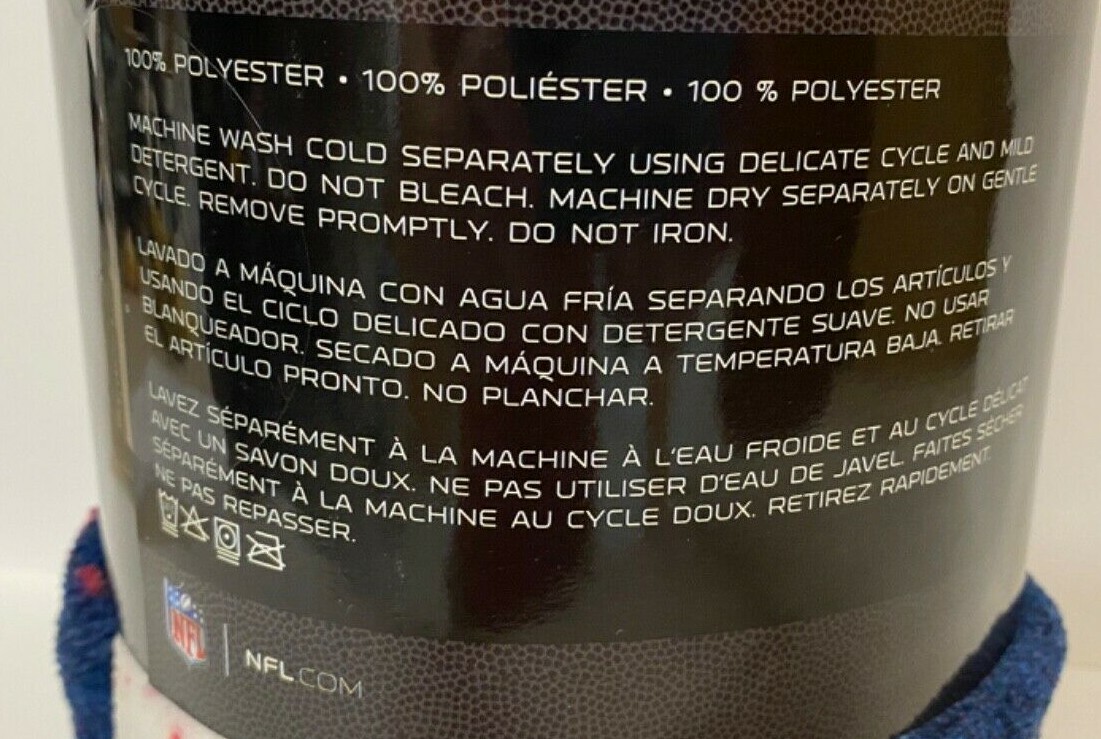 100% POLYESTER • 100% POLIÉSTER • 100 % POLYESTER
MACHINE WASH COLD SEPARATELY USING DELICATE CYCLE AND MILD
DETERGENT. DO NOT BLEACH. MACHINE DRY SEPARATELY ON GENTLE
CYCLE. REMOVE PROMPTLY. DO NOT IRON.
LAVADO A MÁQUINA CON AGUA FRÍA SEPARANDO LOS ARTÍCULOS Y
USANDO EL CICLO DELICADO CON DETERGENTE SUAVE. NO USAR
BLANQUEADOR. SECADO A MÁQUINA A TEMPERATURA BAJA. RETIRAR
EL ARTÍCULO PRONTO. NO PLANCHAR.
LAVEZ SÉPARÉMENT À LA MACHINE À L'EAU FROIDE ET AU CYCLE DÉLICAT
AVEC UN SAVON DOUX. NE PAS UTILISER D'EAU DE JAVEL. FAITES SÉCHER
SÉPARÉMENT À LA MACHINE AU CYCLE DOUX. RETIREZ RAPIDEMENT.
NE PAS REPASSER.
NFL
NFL.COM